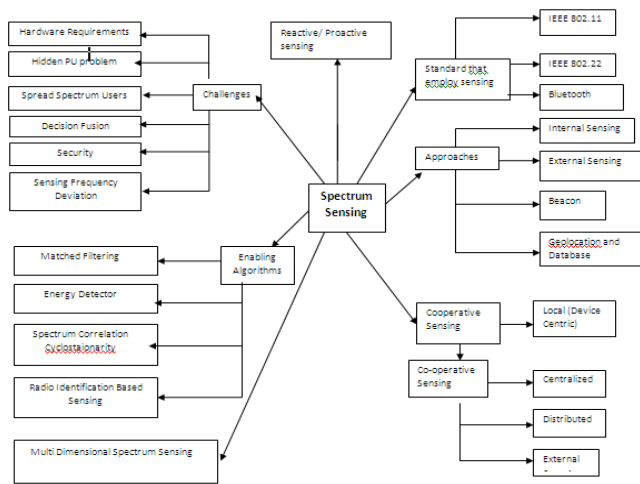 Hardware Requirements
Hidden PU problem
Spread Spectrum Users
Decision Fusion
Security
Sensing Frequency
Deviation
Challenges
Reactive/ Proactive
sensing
Standard that
employ sensing
IEEE 802.11
IEEE 802.22
Bluetooth
Approaches
Internal Sensing
External Sensing
Beacon
Geolocation and
Database
Spectrum
Sensing
Enabling
Algorithms
Matched Filtering
Energy Detector
Spectrum Correlation
Cyclostaionarity
Radio Identification Based
Sensing
Multi Dimensional Spectrum Sensing
Cooperative
Sensing
Local (Device
Centric)
Co-operative
Sensing
Centralized
Distributed
External